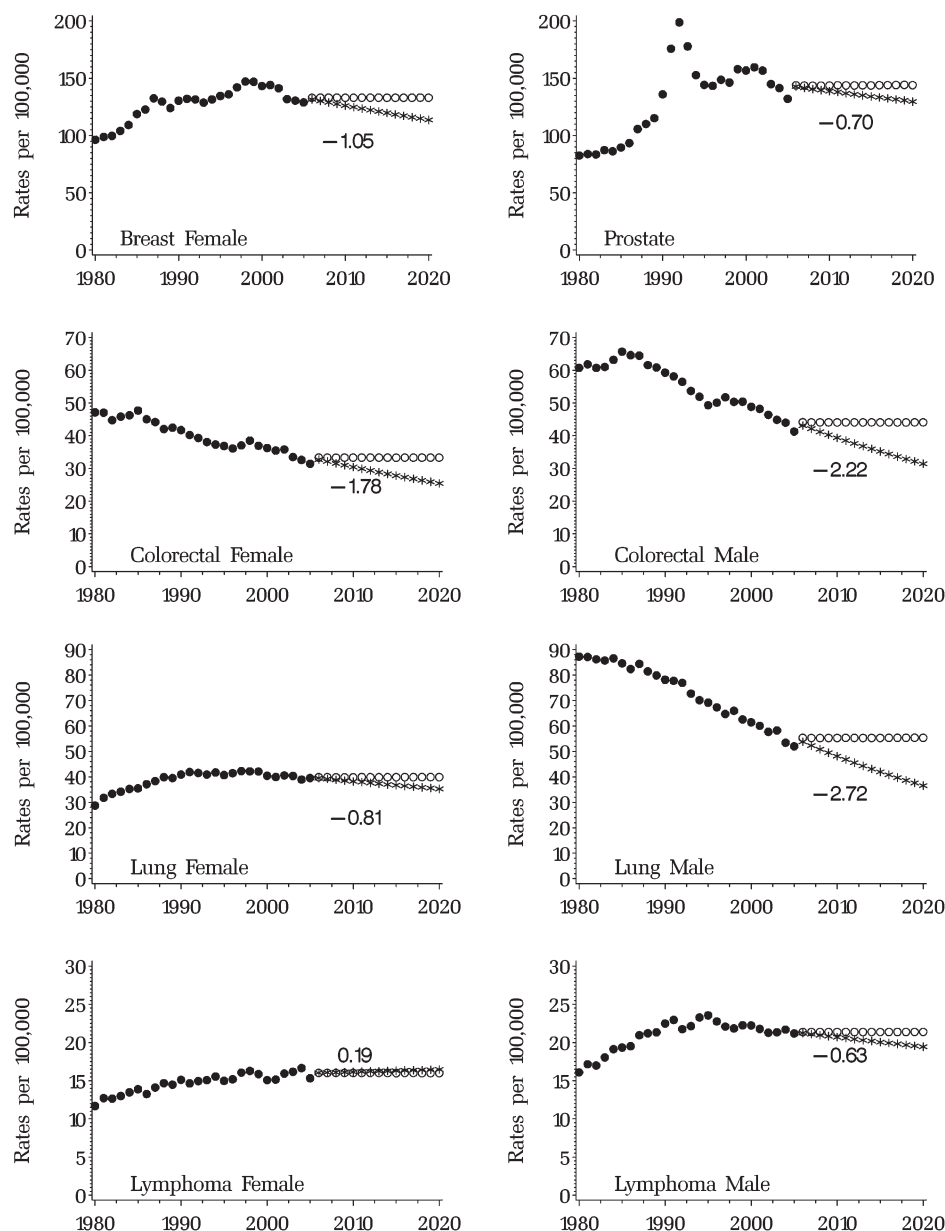 200
150
100
50
0
Rates per 100,000
−1.05
Breast Female
1980 1990 2000 2010 2020
200
150
100
50
0
Rates per 100,000
−0.70
Prostate
1980 1990 2000 2010 2020
70
60
50
40
30
20
10
0
Rates per 100,000
−1.78
Colorectal Female
1980 1990 2000 2010 2020
70
60
50
40
30
20
10
0
Rates per 100,000
−2.22
Colorectal Male
1980 1990 2000 2010 2020
90
80
70
60
50
40
30
20
10
0
Rates per 100,000
−0.81
Lung Female
1980 1990 2000 2010 2020
90
80
70
60
50
40
30
20
10
0
Rates per 100,000
−2.72
Lung Male
1980 1990 2000 2010 2020
30
25
20
15
10
5
0
Rates per 100,000
0.19
Lymphoma Female
1980 1990 2000 2010 2020
30
25
20
15
10
5
0
Rates per 100,000
−0.63
Lymphoma Male
1980 1990 2000 2010 2020